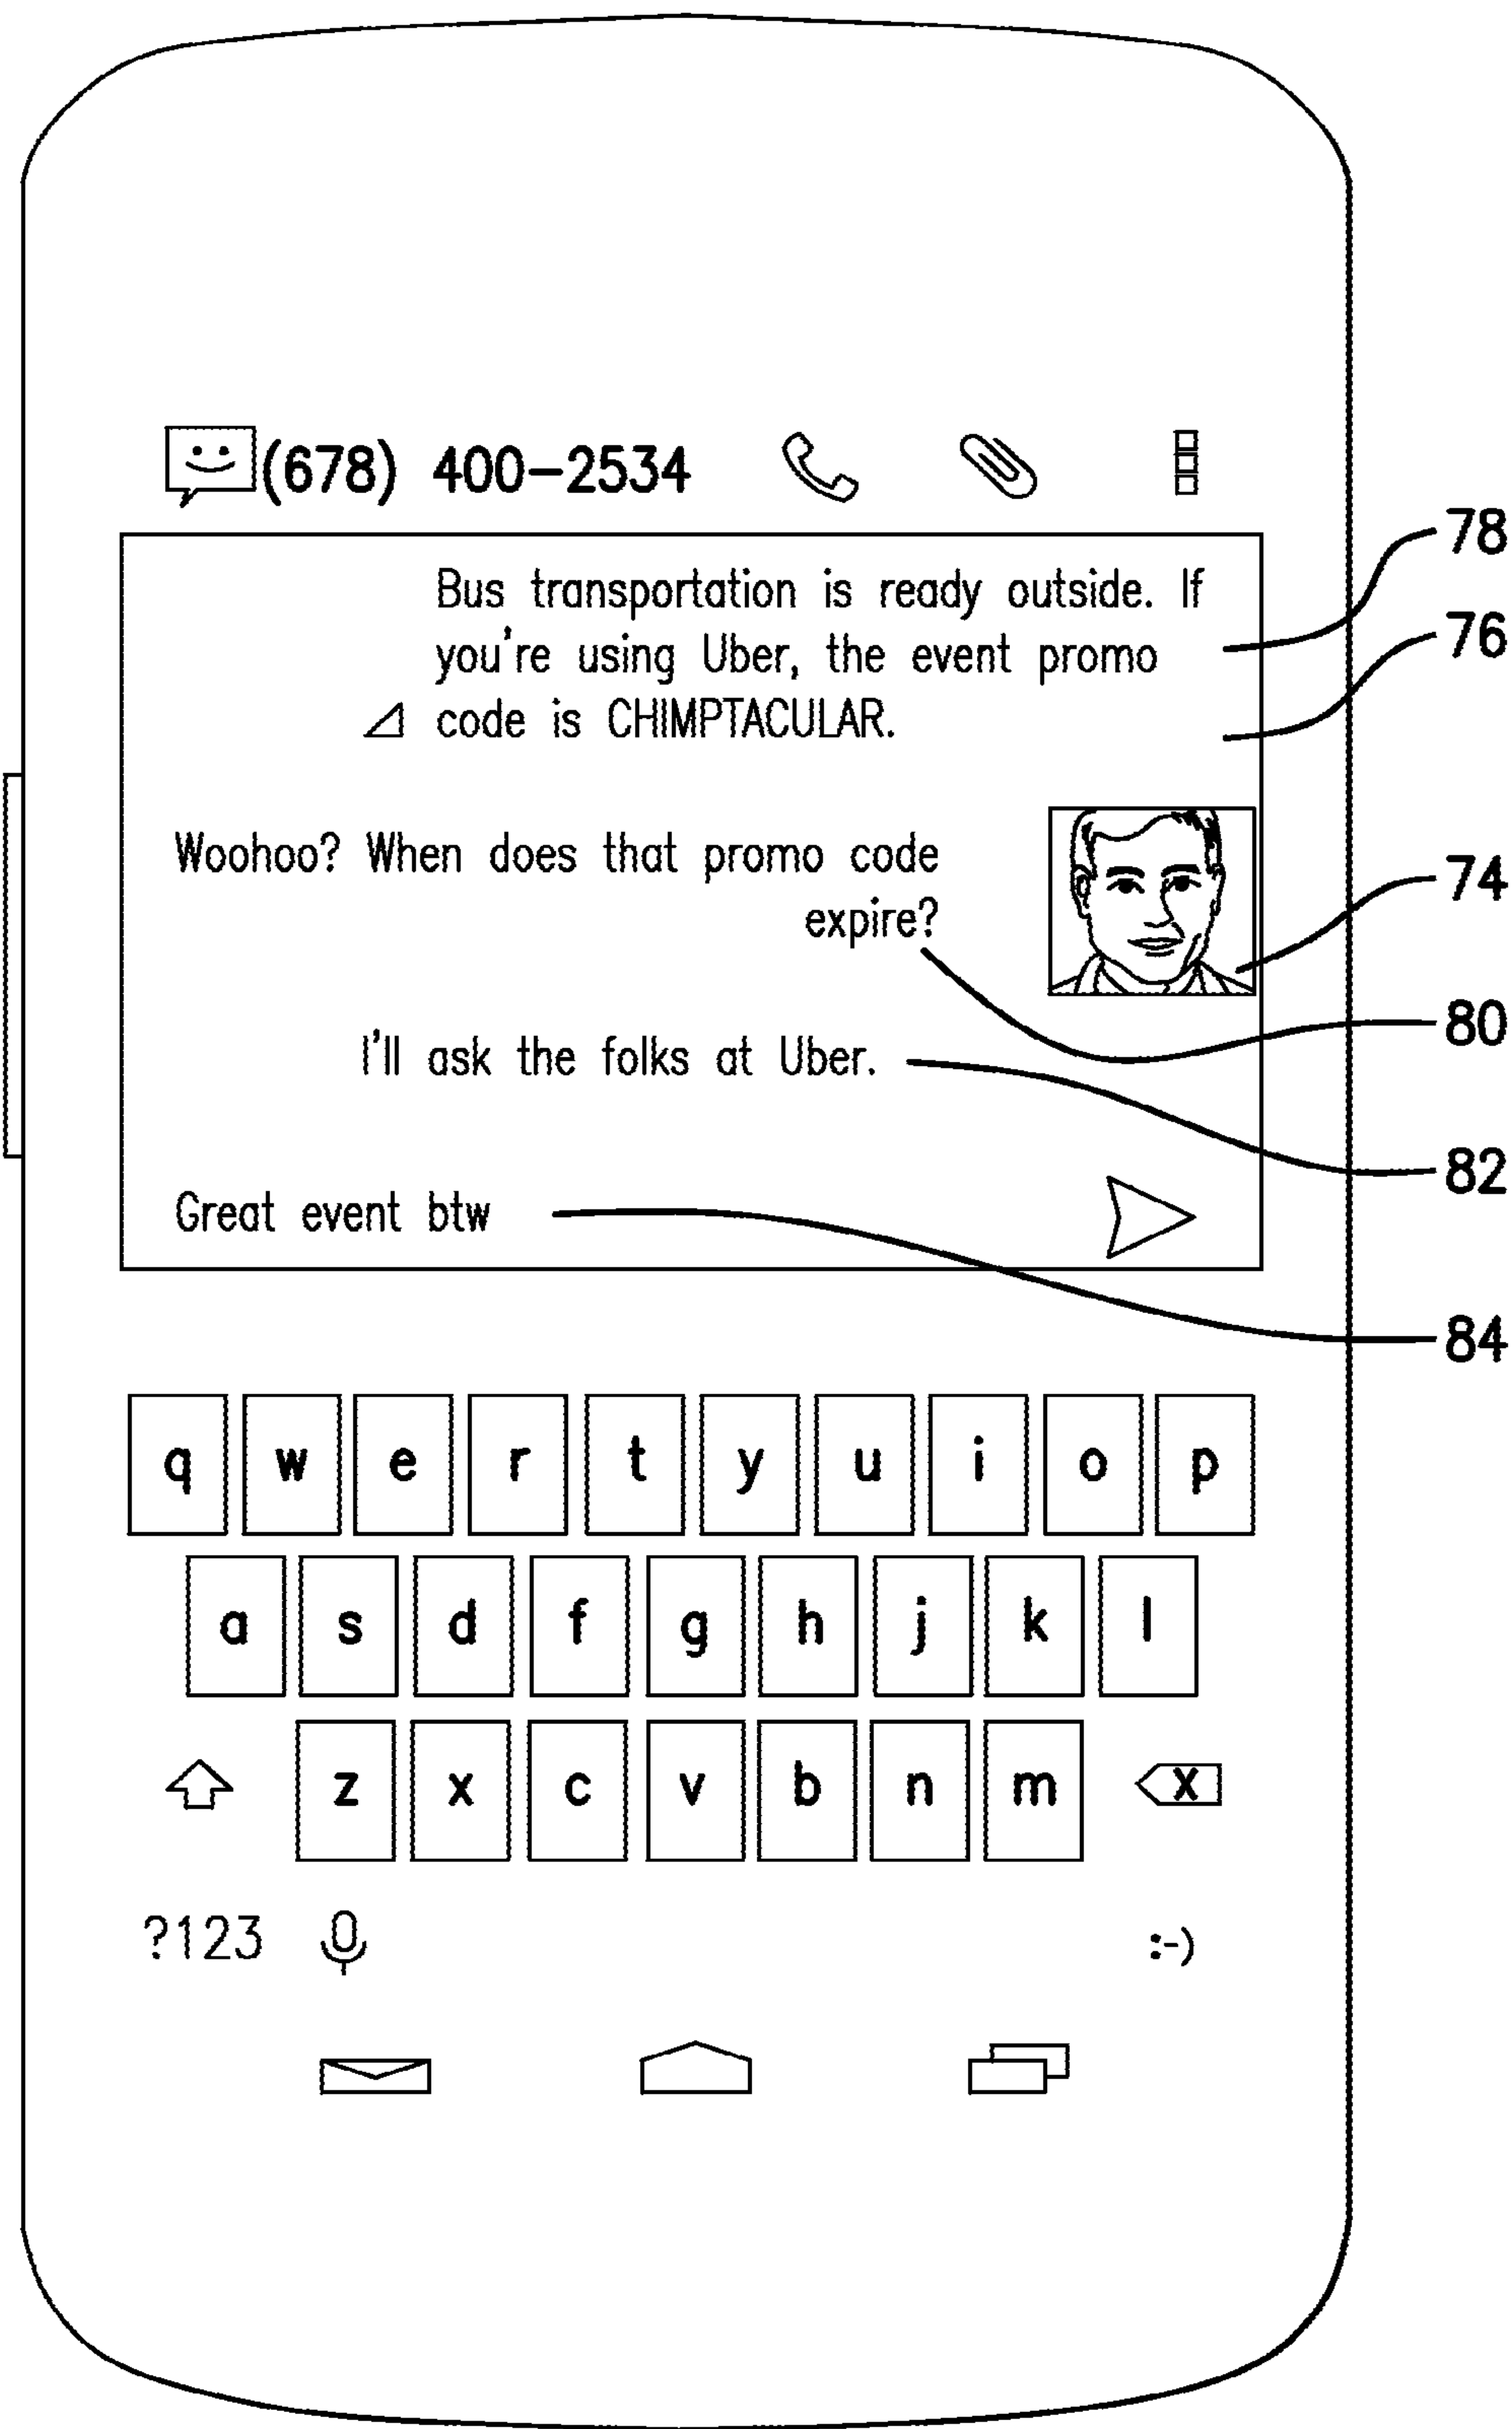 (678) 400-2534
Bus transportation is ready outside. If
you're using Uber, the event promo
code is CHIMPTACULAR.
Woohoo? When does that promo code
expire?
I'll ask the folks at Uber.
Great event btw
78
76
74
80
82
84
q w e r t y u i o p
a s d f g h j k l
z x c v b n m X
?123 :-)